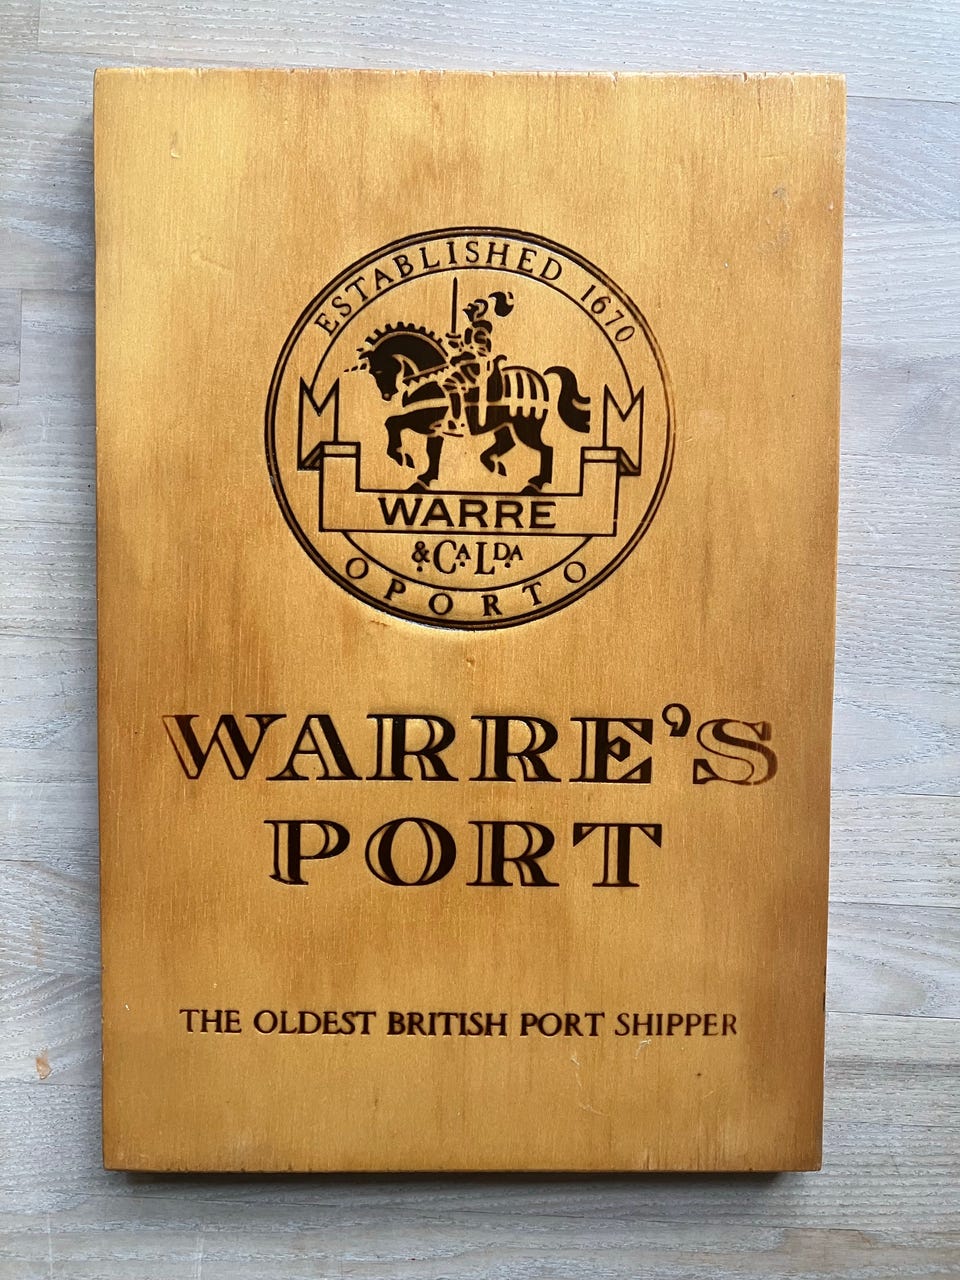 ESTABLISHED 1670
WARRE
& CA LDA
OPORTO
WARRE'S
PORT
THE OLDEST BRITISH PORT SHIPPER